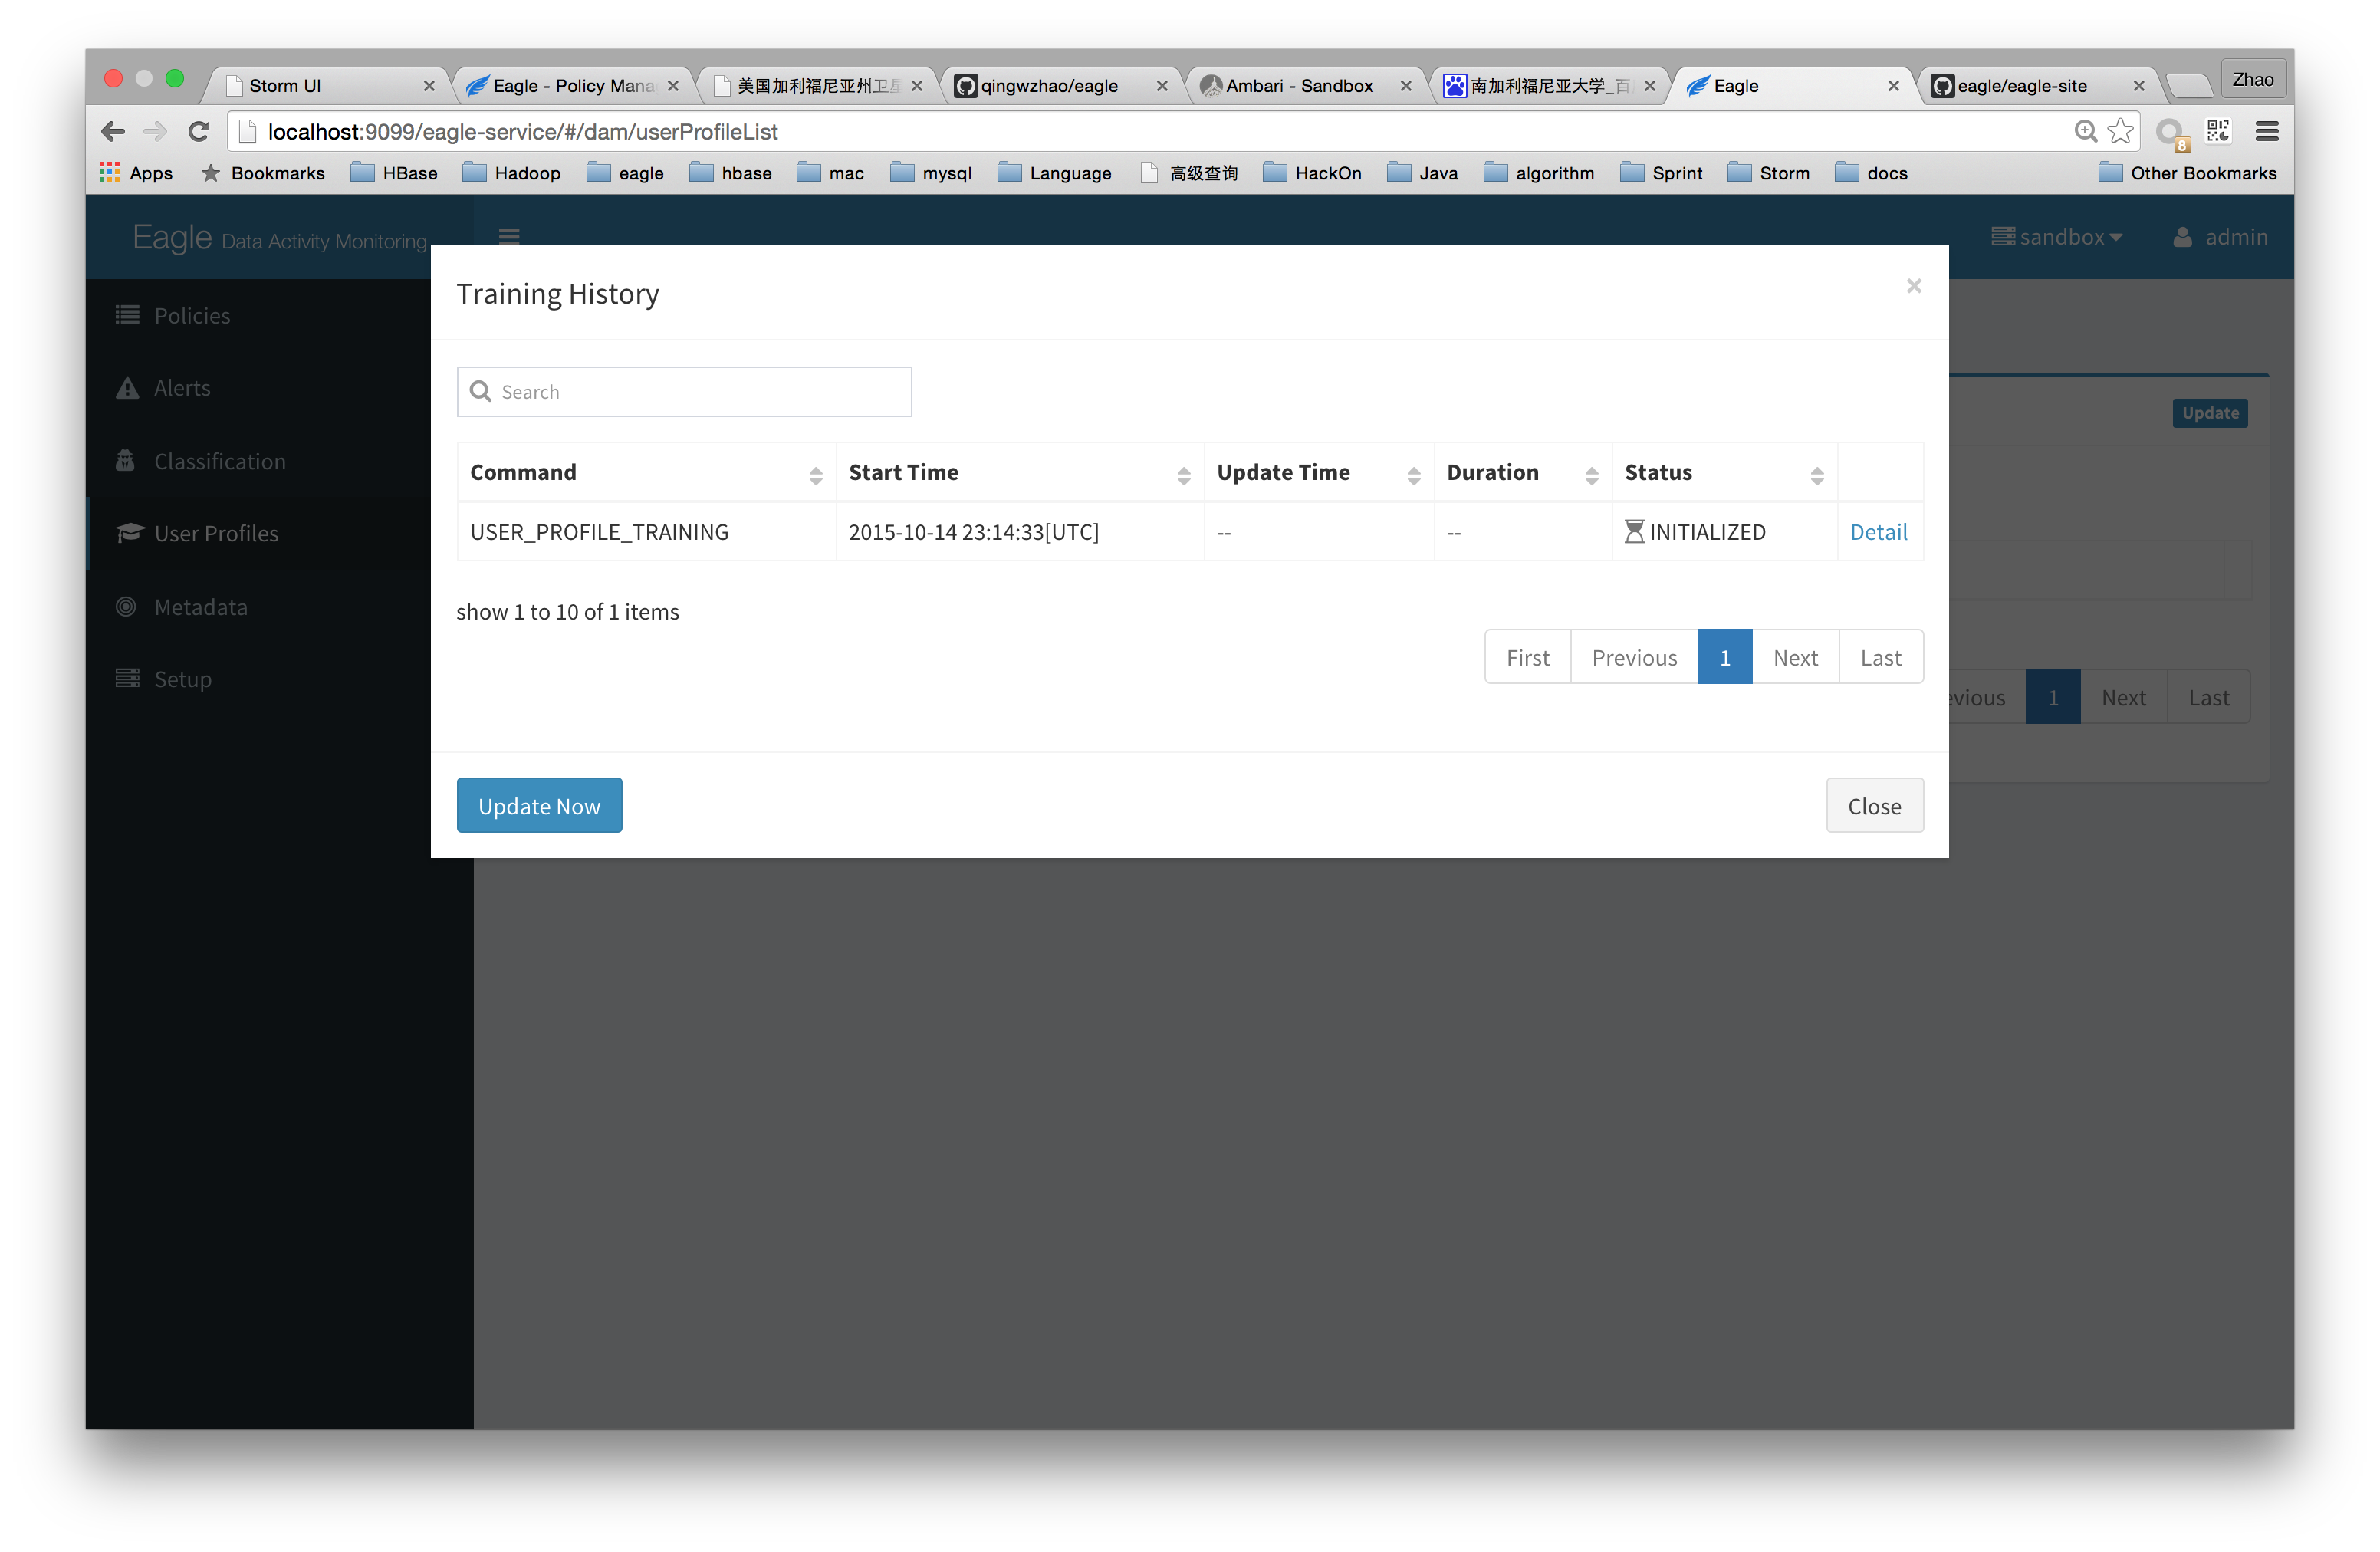 Storm UI
Eagle - Policy Mana
美国加利福尼亚州卫星
qingwzhao/eagle
Ambari - Sandbox
南加利福尼亚大学_百
Eagle
eagle/eagle-site
Zhao
localhost:9099/eagle-service/#/dam/userProfileList
8
Apps Bookmarks HBase Hadoop eagle hbase mac mysql Language 高级查询 HackOn Java algorithm Sprint Storm docs Other Bookmarks
Eagle Data Activity Monitoring
sandbox admin
Policies
Alerts
Classification
User Profiles
Metadata
Setup
Training History
×
Search
Command Start Time Update Time Duration Status
USER_PROFILE_TRAINING 2015-10-14 23:14:33[UTC] -- -- INITIALIZED Detail
show 1 to 10 of 1 items
First Previous 1 Next Last
Update Now
Close
Update
evious 1 Next Last